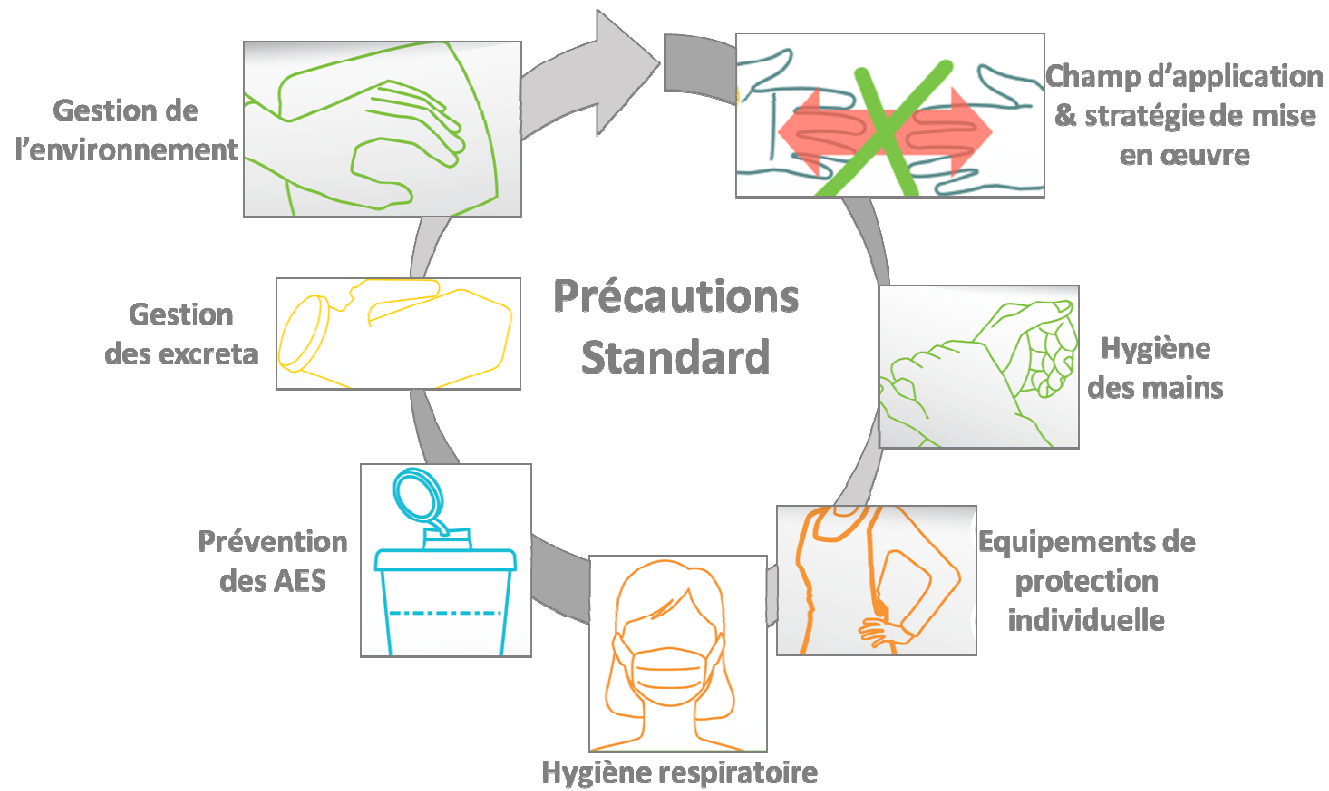 Précautions
Standard
Champ d'application
& stratégie de mise
en œuvre
Hygiène
des mains
Equipements de
protection
individuelle
Hygiène respiratoire
Prévention
des AES
Gestion
des excreta
Gestion de
l'environnement